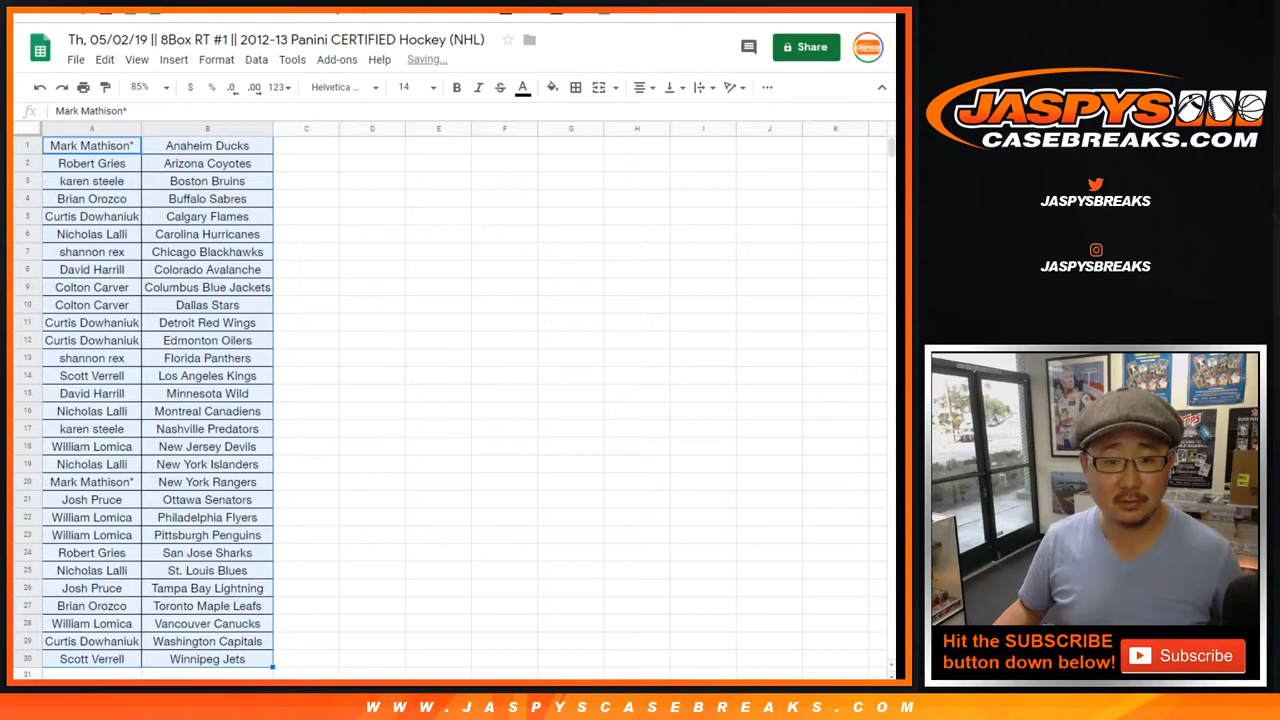 Th, 05/02/19 || 8Box RT #1 || 2012-13 Panini CERTIFIED Hockey (NHL)
File Edit View Insert Format Data Tools Add-ons Help Saving...
Share
85% $ % .0 .00 123 Helvetica ... 14 B I S A
fx Mark Mathison*
A B C D E F G H I J K
1 Mark Mathison* Anaheim Ducks
2 Robert Gries Arizona Coyotes
3 karen steele Boston Bruins
4 Brian Orozco Buffalo Sabres
5 Curtis Dowhaniuk Calgary Flames
6 Nicholas Lalli Carolina Hurricanes
7 shannon rex Chicago Blackhawks
8 David Harrill Colorado Avalanche
9 Colton Carver Columbus Blue Jackets
10 Colton Carver Dallas Stars
11 Curtis Dowhaniuk Detroit Red Wings
12 Curtis Dowhaniuk Edmonton Oilers
13 shannon rex Florida Panthers
14 Scott Verrell Los Angeles Kings
15 David Harrill Minnesota Wild
16 Nicholas Lalli Montreal Canadiens
17 karen steele Nashville Predators
18 William Lomica New Jersey Devils
19 Nicholas Lalli New York Islanders
20 Mark Mathison* New York Rangers
21 Josh Pruce Ottawa Senators
22 William Lomica Philadelphia Flyers
23 William Lomica Pittsburgh Penguins
24 Robert Gries San Jose Sharks
25 Nicholas Lalli St. Louis Blues
26 Josh Pruce Tampa Bay Lightning
27 Brian Orozco Toronto Maple Leafs
28 William Lomica Vancouver Canucks
29 Curtis Dowhaniuk Washington Capitals
30 Scott Verrell Winnipeg Jets
31
JASPYS
CASEBREAKS.COM
JASPYSBREAKS
JASPYSBREAKS
TOPPS
Hit the SUBSCRIBE
button down below!
Subscribe
WWW.JASPYSCASEBREAKS.COM